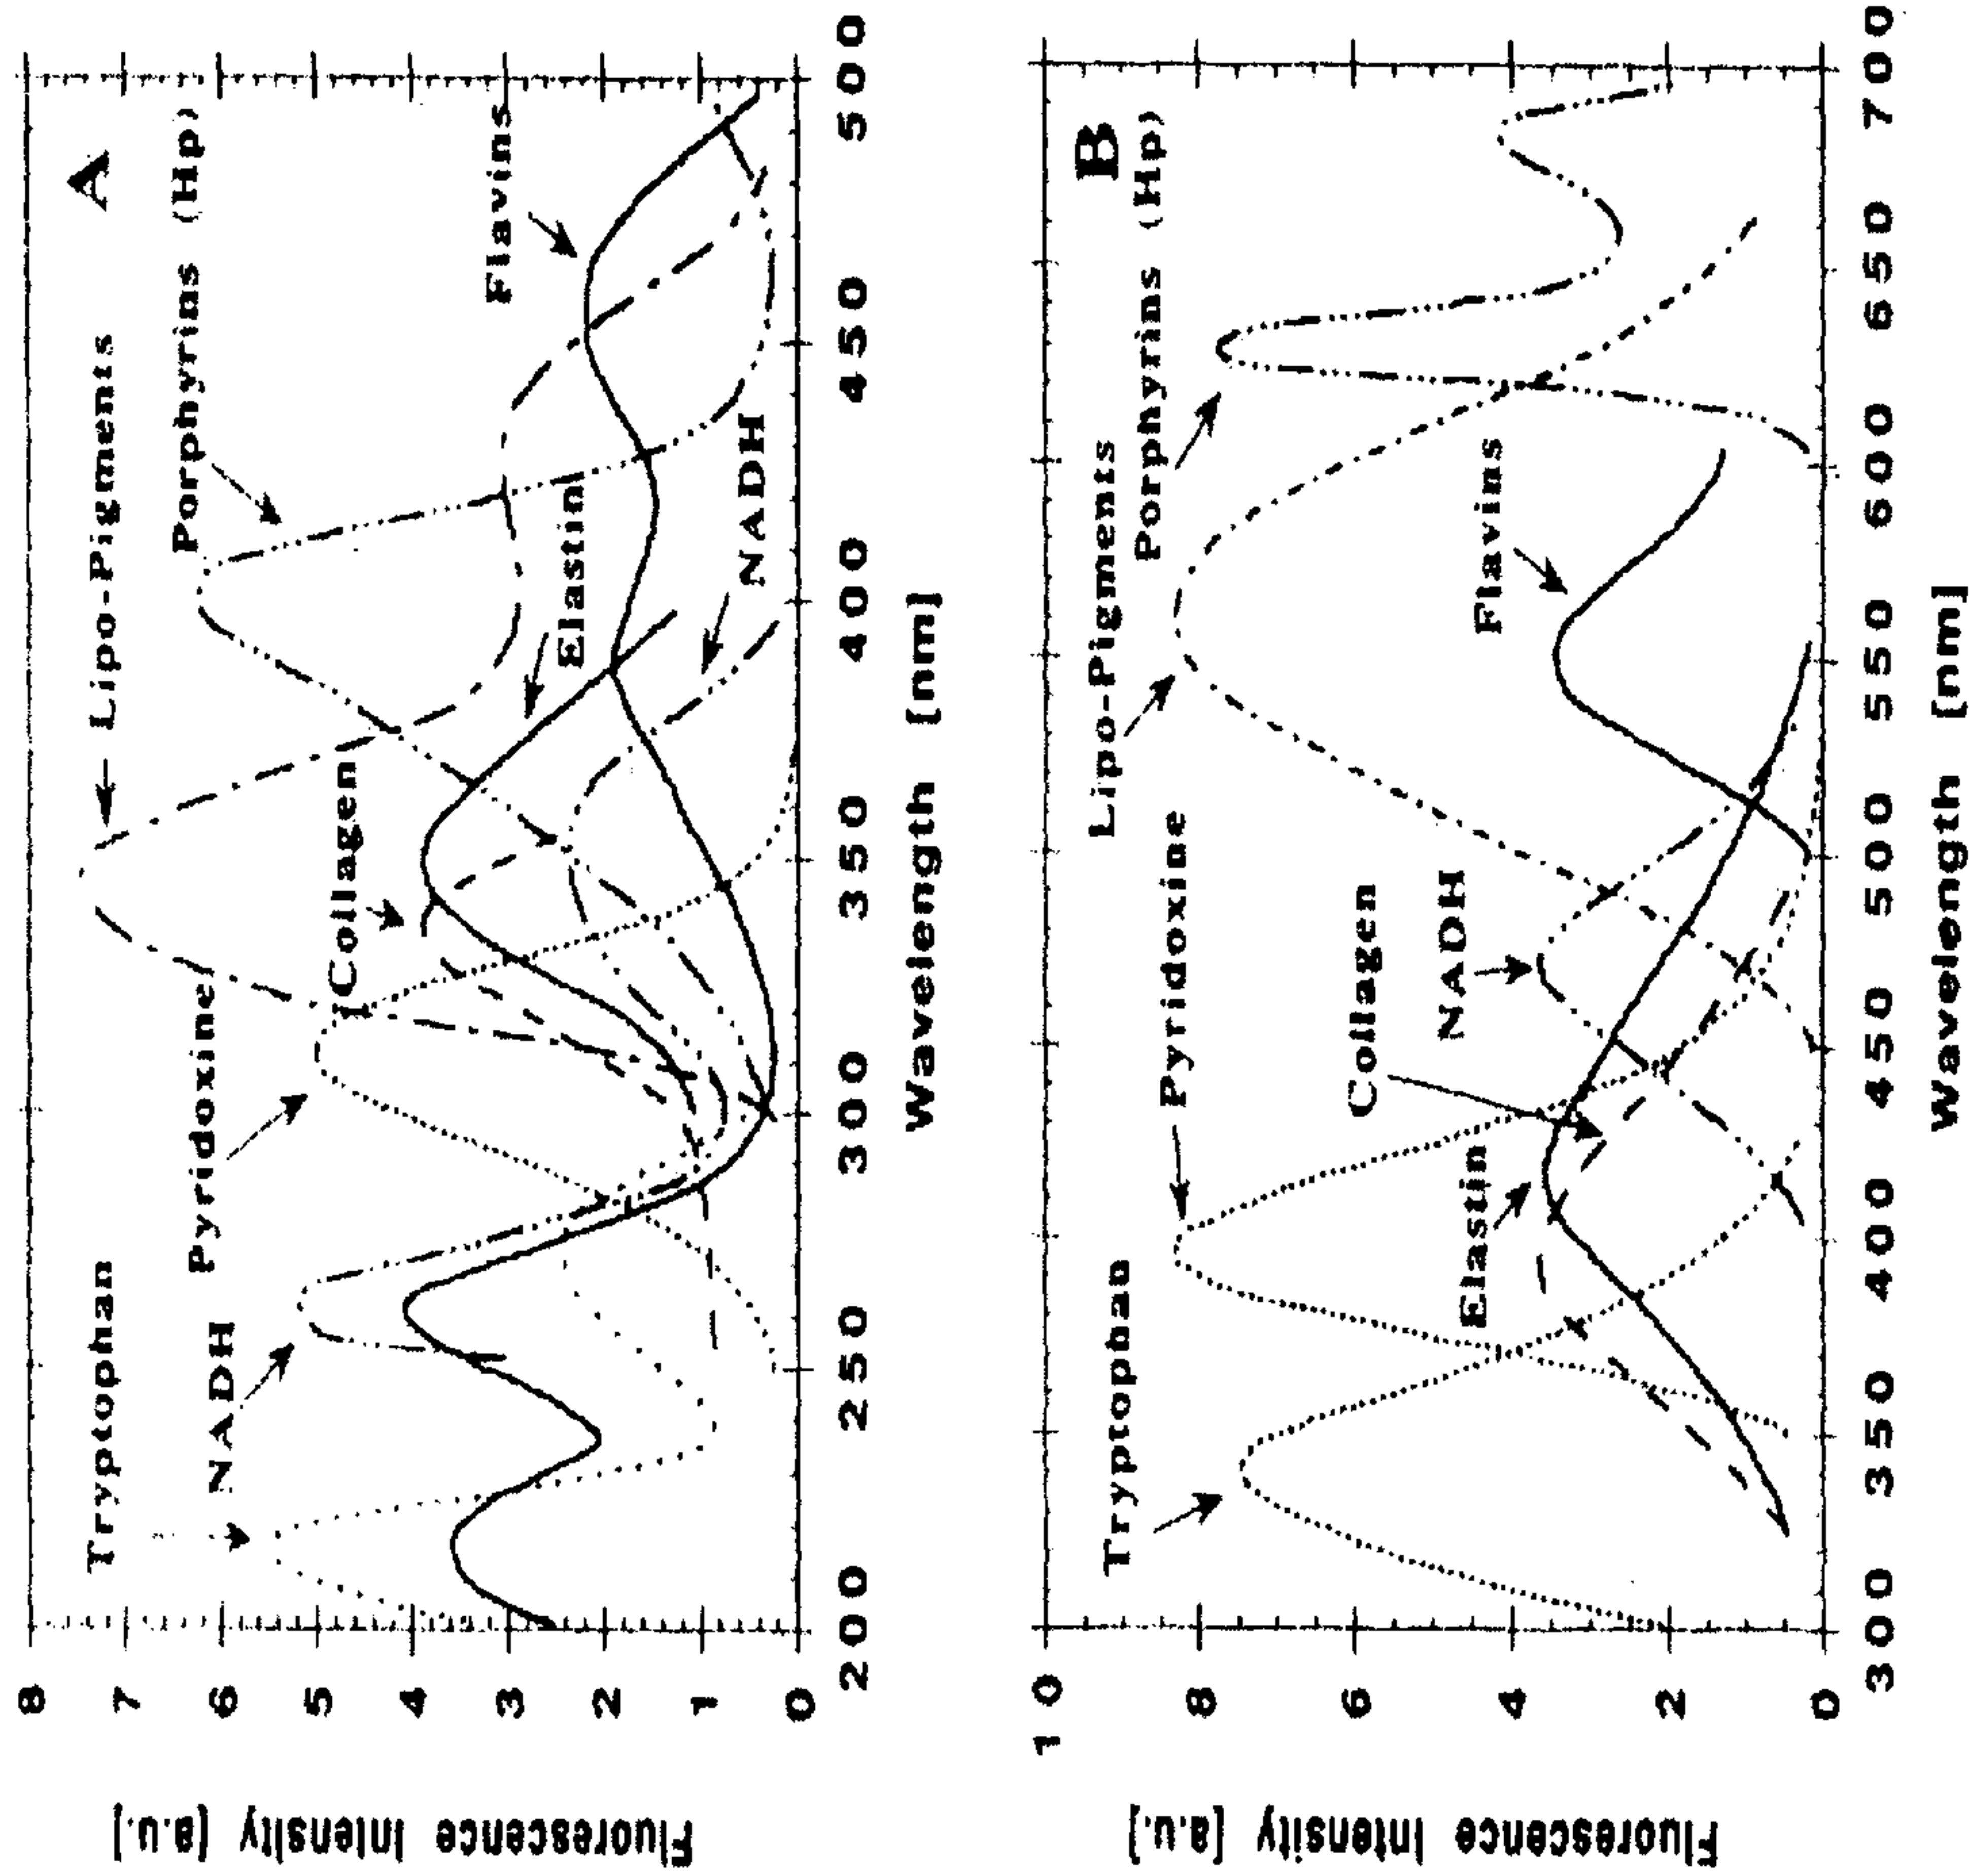 A
Fluorescence Intensity [a.u.]
8
7
6
5
4
3
2
1
0
Tryptophan
NADH
Pyridoxine
Collagen
Lipo-Pigments
Porphyrins (Hp)
Elastin
NADH
Flavins
200 250 300 350 400 450 500
Wavelength [nm]
B
Fluorescence Intensity [a.u.]
10
8
6
4
2
0
Tryptophan
Pyridoxine
Lipo-Pigments
Porphyrins (Hp)
Elastin
Collagen
NADH
Flavins
300 350 400 450 500 550 600 650 700
Wavelength [nm]